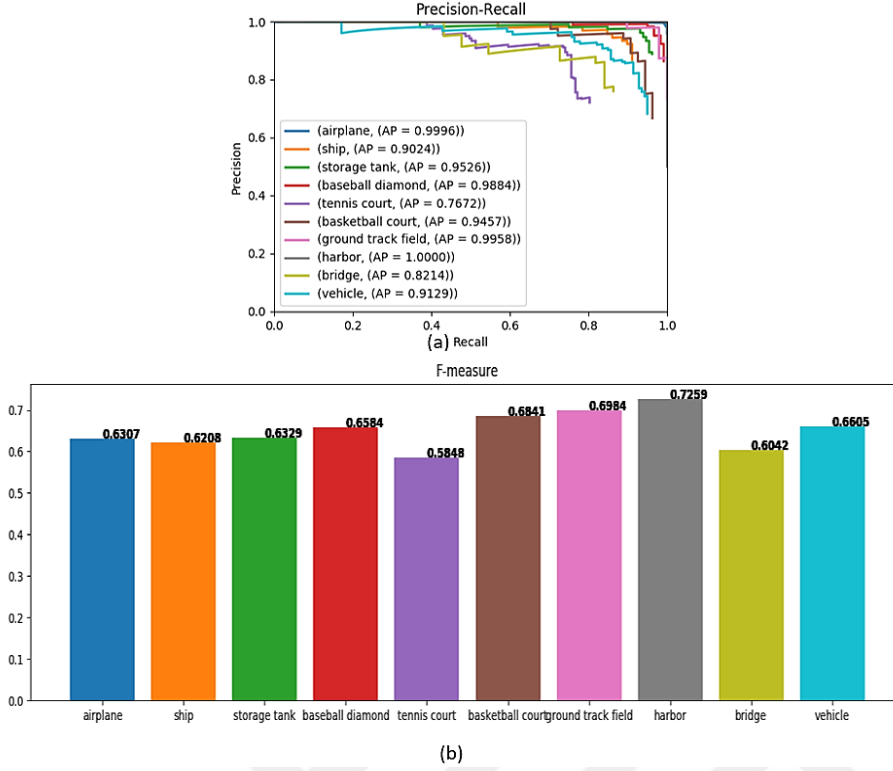 Precision-Recall
1.0
0.8
0.6
0.4
0.2
0.0
Precision
(airplane, (AP = 0.9996))
(ship, (AP = 0.9024))
(storage tank, (AP = 0.9526))
(baseball diamond, (AP = 0.9884))
(tennis court, (AP = 0.7672))
(basketball court, (AP = 0.9457))
(ground track field, (AP = 0.9958))
(harbor, (AP = 1.0000))
(bridge, (AP = 0.8214))
(vehicle, (AP = 0.9129))
0.0 0.2 0.4 0.6 0.8 1.0
(a) Recall
F-measure
0.7
0.6
0.5
0.4
0.3
0.2
0.1
0.0
0.6307 0.6208 0.6329 0.6584 0.5848 0.6841 0.6984 0.7259 0.6042 0.6605
airplane ship storage tank baseball diamond tennis court basketball court ground track field harbor bridge vehicle
(b)